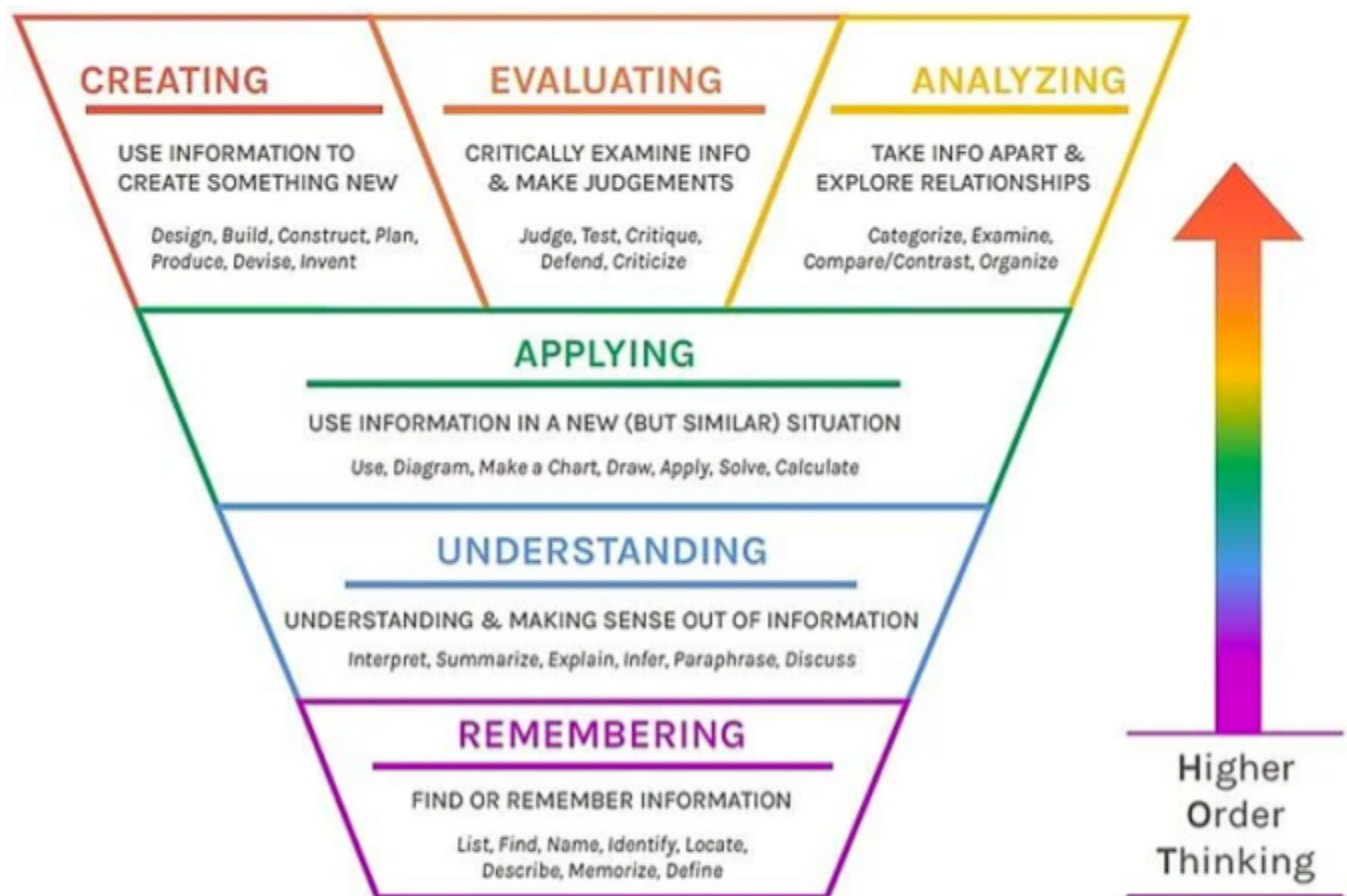 CREATING
USE INFORMATION TO
CREATE SOMETHING NEW
Design, Build, Construct, Plan,
Produce, Devise, Invent
EVALUATING
CRITICALLY EXAMINE INFO
& MAKE JUDGEMENTS
Judge, Test, Critique,
Defend, Criticize
ANALYZING
TAKE INFO APART &
EXPLORE RELATIONSHIPS
Categorize, Examine,
Compare/Contrast, Organize
APPLYING
USE INFORMATION IN A NEW (BUT SIMILAR) SITUATION
Use, Diagram, Make a Chart, Draw, Apply, Solve, Calculate
UNDERSTANDING
UNDERSTANDING & MAKING SENSE OUT OF INFORMATION
Interpret, Summarize, Explain, Infer, Paraphrase, Discuss
REMEMBERING
FIND OR REMEMBER INFORMATION
List, Find, Name, Identify, Locate,
Describe, Memorize, Define
Higher
Order
Thinking